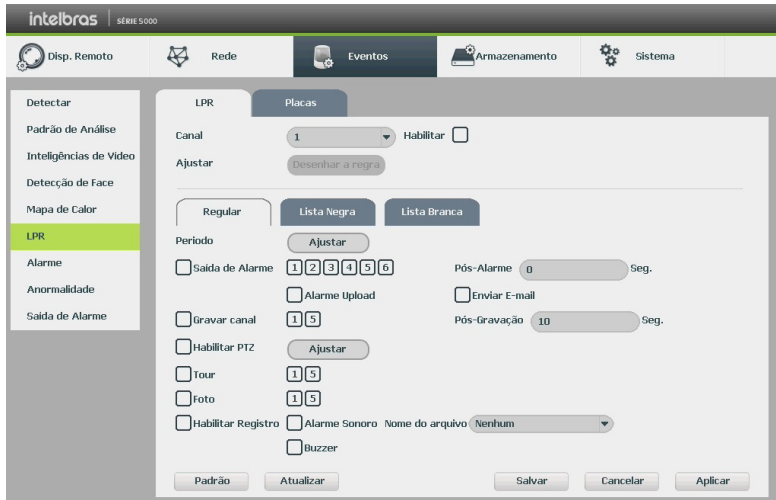 intelbras SÉRIE 5000
Disp. Remoto Rede Eventos Armazenamento Sistema
Detectar
Padrão de Análise
Inteligências de Video
Detecção de Face
Mapa de Calor
LPR
Alarme
Anormalidade
Saída de Alarme
LPR Placas
Canal 1 Habilitar
Ajustar Desenhar a regra
Regular Lista Negra Lista Branca
Periodo Ajustar
Saída de Alarme 1 2 3 4 5 6 Pós-Alarme 0 Seg.
Alarme Upload Enviar E-mail
Gravar canal 1 5 Pós-Gravação 10 Seg.
Habilitar PTZ Ajustar
Tour 1 5
Foto 1 5
Habilitar Registro Alarme Sonoro Nome do arquivo Nenhum
Buzzer
Padrão Atualizar Salvar Cancelar Aplicar